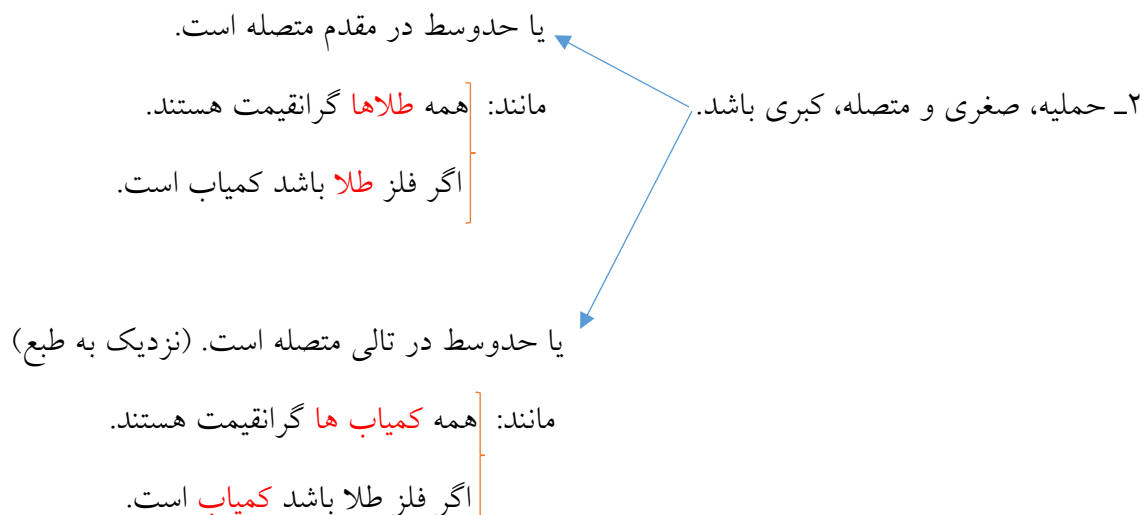 یا حدوسط در مقدم متصله است.
۲ـ حملیه، صغری و متصله، کبری باشد.
مانند: همه طلاها گرانقیمت هستند.
اگر فلز طلا باشد کمیاب است.
یا حدوسط در تالی متصله است. (نزدیک به طبع)
مانند: همه کمیاب ها گرانقیمت هستند.
اگر فلز طلا باشد کمیاب است.